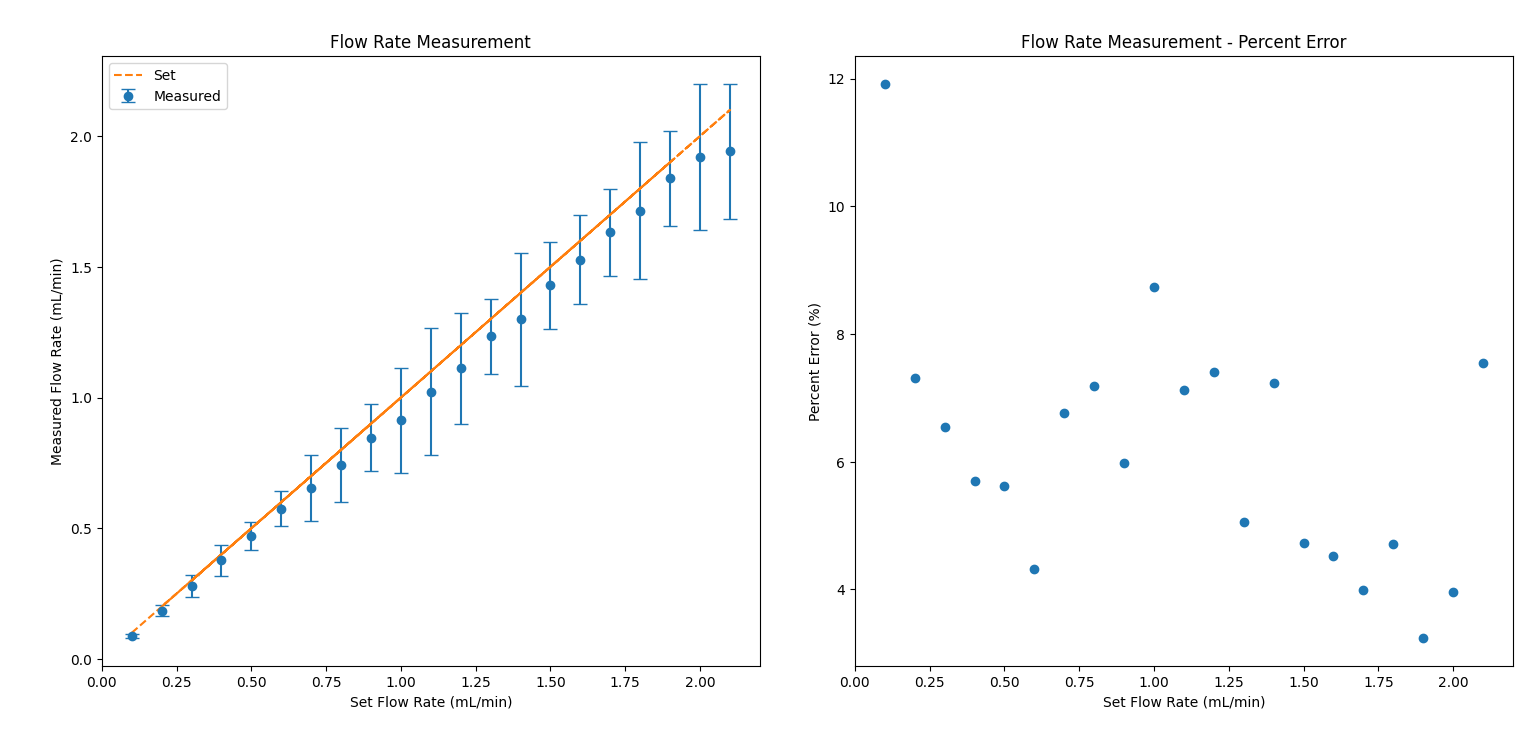 Flow Rate Measurement
Set
Measured
Measured Flow Rate (mL/min)
2.0
1.5
1.0
0.5
0.0
0.00 0.25 0.50 0.75 1.00 1.25 1.50 1.75 2.00
Set Flow Rate (mL/min)
Flow Rate Measurement - Percent Error
Percent Error (%)
12
10
8
6
4
0.00 0.25 0.50 0.75 1.00 1.25 1.50 1.75 2.00
Set Flow Rate (mL/min)